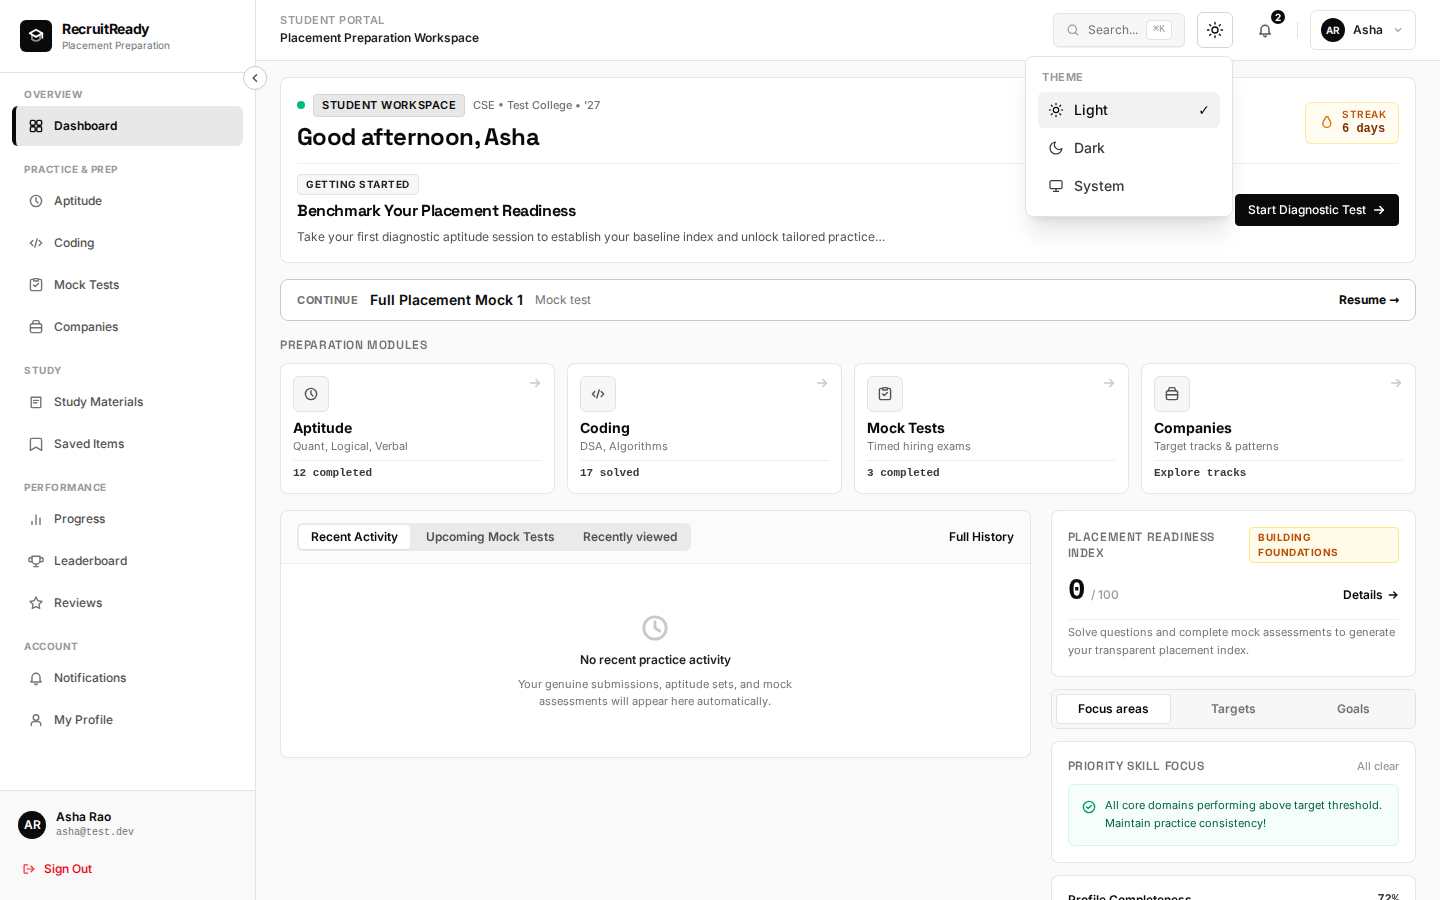 RecruitReady
Placement Preparation
OVERVIEW
Dashboard
PRACTICE & PREP
Aptitude
Coding
Mock Tests
Companies
STUDY
Study Materials
Saved Items
PERFORMANCE
Progress
Leaderboard
Reviews
ACCOUNT
Notifications
My Profile
AR
Asha Rao
asha@test.dev
Sign Out
STUDENT PORTAL
Placement Preparation Workspace
Search... ⌘K
2
AR Asha
THEME
Light ✓
Dark
System
STUDENT WORKSPACE CSE • Test College • '27
Good afternoon, Asha
STREAK
6 days
GETTING STARTED
Benchmark Your Placement Readiness
Take your first diagnostic aptitude session to establish your baseline index and unlock tailored practice...
Start Diagnostic Test →
CONTINUE Full Placement Mock 1 Mock test Resume →
PREPARATION MODULES
Aptitude
Quant, Logical, Verbal
12 completed
Coding
DSA, Algorithms
17 solved
Mock Tests
Timed hiring exams
3 completed
Companies
Target tracks & patterns
Explore tracks
Recent Activity Upcoming Mock Tests Recently viewed Full History
No recent practice activity
Your genuine submissions, aptitude sets, and mock
assessments will appear here automatically.
PLACEMENT READINESS
INDEX
BUILDING
FOUNDATIONS
0 / 100
Details →
Solve questions and complete mock assessments to generate
your transparent placement index.
Focus areas Targets Goals
PRIORITY SKILL FOCUS All clear
All core domains performing above target threshold.
Maintain practice consistency!
Profile Completeness 72%